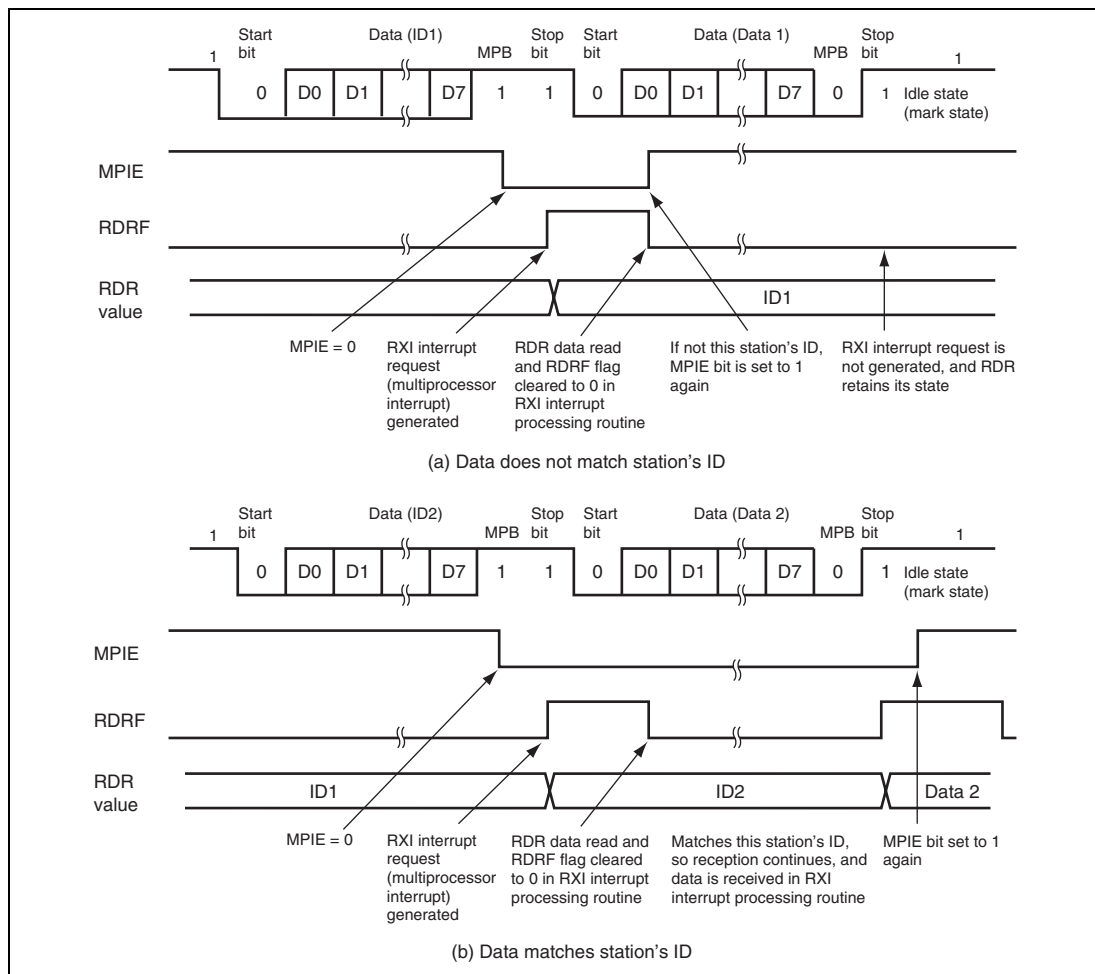 Start bit Data (ID1) MPB Stop bit Start bit Data (Data 1) MPB Stop bit
1 1
0 D0 D1 D7 1 1 0 D0 D1 D7 0 1 Idle state (mark state)
MPIE
RDRF
RDR value
ID1
MPIE = 0
RXI interrupt
request
(multiprocessor
interrupt)
generated
RDR data read
and RDRF flag
cleared to 0 in
RXI interrupt
processing routine
If not this station's ID,
MPIE bit is set to 1
again
RXI interrupt request is
not generated, and RDR
retains its state
(a) Data does not match station's ID
Start bit Data (ID2) MPB Stop bit Start bit Data (Data 2) MPB Stop bit
1 1
0 D0 D1 D7 1 1 0 D0 D1 D7 0 1 Idle state (mark state)
MPIE
RDRF
RDR value
ID1 ID2 Data 2
MPIE = 0
RXI interrupt
request
(multiprocessor
interrupt)
generated
RDR data read and
RDRF flag cleared
to 0 in RXI interrupt
processing routine
Matches this station's ID,
so reception continues, and
data is received in RXI
interrupt processing routine
MPIE bit set to 1
again
(b) Data matches station's ID